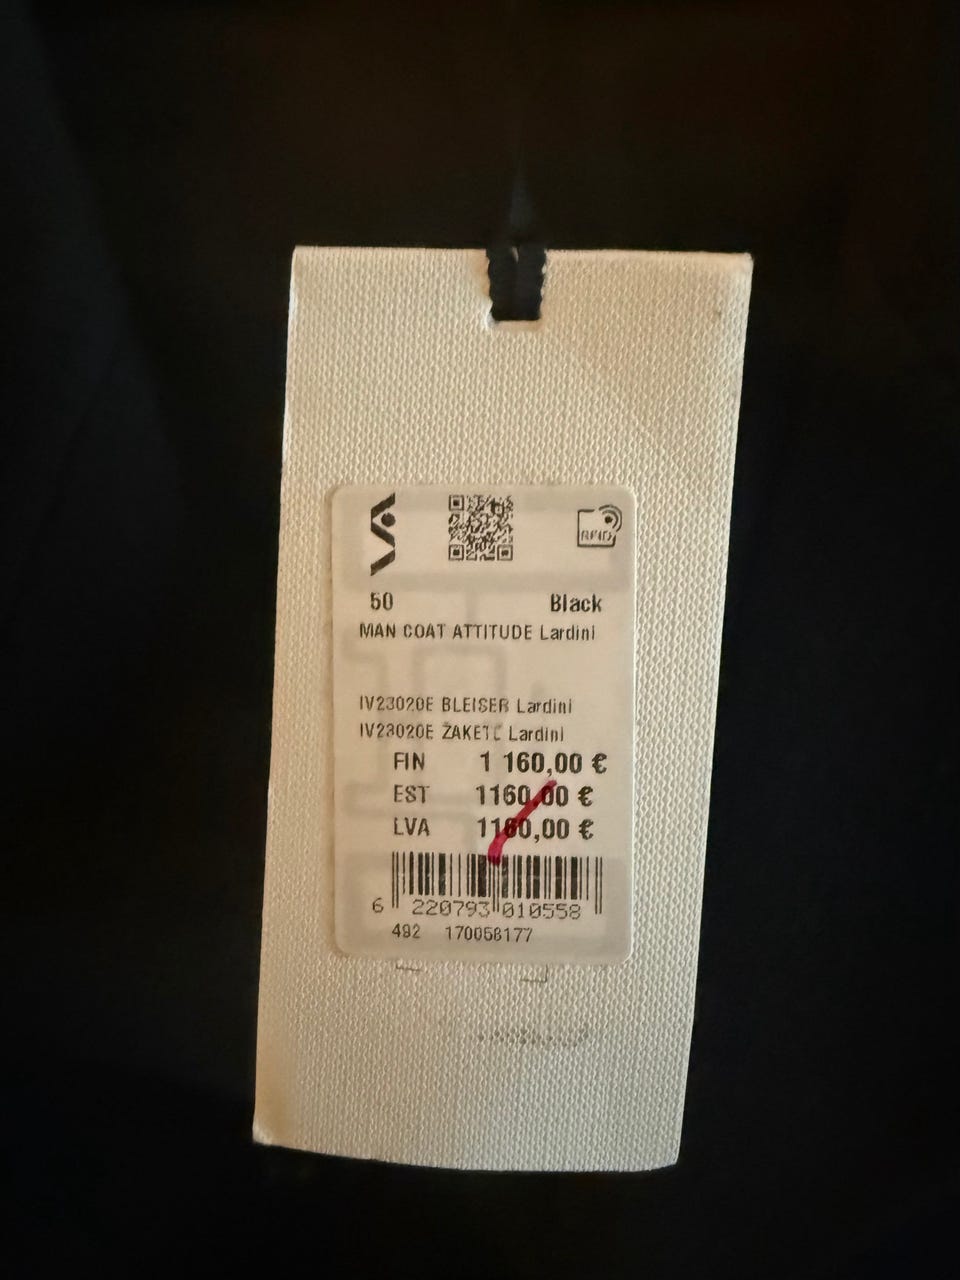 RFID
50 Black
MAN COAT ATTITUDE Lardini
IV23020E BLEISER Lardini
IV23020E ŽAKETE Lardini
FIN 1 160,00 €
EST 1160,00 €
LVA 1160,00 €
6 220793 010558
492 170058177